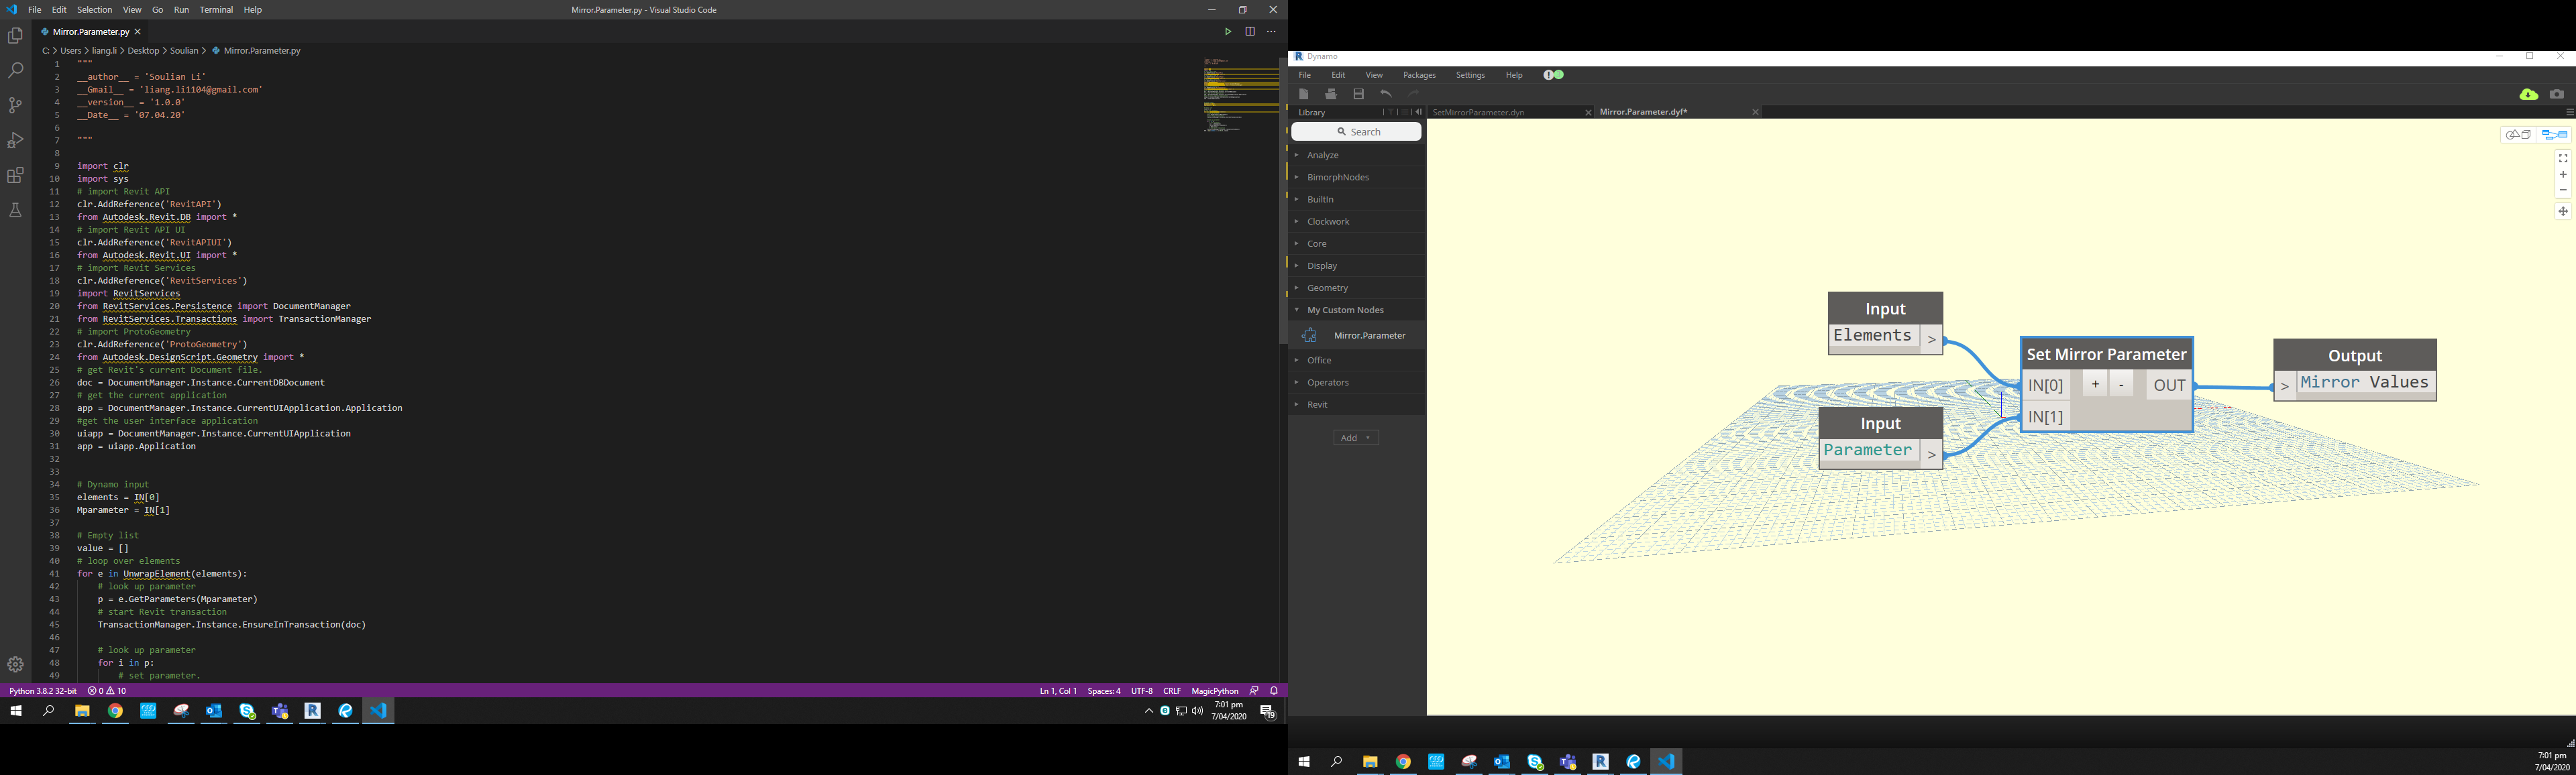 File Edit Selection View Go Run Terminal Help
Mirror.Parameter.py - Visual Studio Code
Mirror.Parameter.py
C: > Users > liang.li > Desktop > Soulian > Mirror.Parameter.py
1 """
2 __author__ = 'Soulian Li'
3 __Gmail__ = 'liang.li1104@gmail.com'
4 __version__ = '1.0.0'
5 __Date__ = '07.04.20'
6
7 """
8
9 import clr
10 import sys
11 # import Revit API
12 clr.AddReference('RevitAPI')
13 from Autodesk.Revit.DB import *
14 # import Revit API UI
15 clr.AddReference('RevitAPIUI')
16 from Autodesk.Revit.UI import *
17 # import Revit Services
18 clr.AddReference('RevitServices')
19 import RevitServices
20 from RevitServices.Persistence import DocumentManager
21 from RevitServices.Transactions import TransactionManager
22 # import ProtoGeometry
23 clr.AddReference('ProtoGeometry')
24 from Autodesk.DesignScript.Geometry import *
25 # get Revit's current Document file.
26 doc = DocumentManager.Instance.CurrentDBDocument
27 # get the current application
28 app = DocumentManager.Instance.CurrentUIApplication.Application
29 #get the user interface application
30 uiapp = DocumentManager.Instance.CurrentUIApplication
31 app = uiapp.Application
32
33
34 # Dynamo input
35 elements = IN[0]
36 Mparameter = IN[1]
37
38 # Empty list
39 value = []
40 # loop over elements
41 for e in UnwrapElement(elements):
42 # look up parameter
43 p = e.GetParameters(Mparameter)
44 # start Revit transaction
45 TransactionManager.Instance.EnsureInTransaction(doc)
46
47 # look up parameter
48 for i in p:
49 # set parameter.
Python 3.8.2 32-bit 0 10
Ln 1, Col 1 Spaces: 4 UTF-8 CRLF MagicPython
7:01 pm
7/04/2020
19
Dynamo
File Edit View Packages Settings Help
Library
SetMirrorParameter.dyn
Mirror.Parameter.dyf*
Search
Analyze
BimorphNodes
BuiltIn
Clockwork
Core
Display
Geometry
My Custom Nodes
Mirror.Parameter
Office
Operators
Revit
Add
Input
Elements >
Input
Parameter >
Set Mirror Parameter
IN[0] + - OUT
IN[1]
Output
> Mirror Values
7:01 pm
7/04/2020